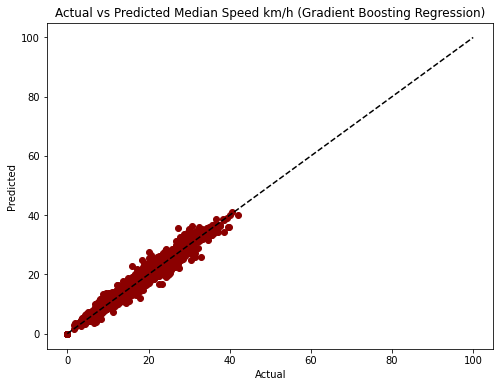 Actual vs Predicted Median Speed km/h (Gradient Boosting Regression)
100
80
60
40
20
0
Predicted
0 20 40 60 80 100
Actual